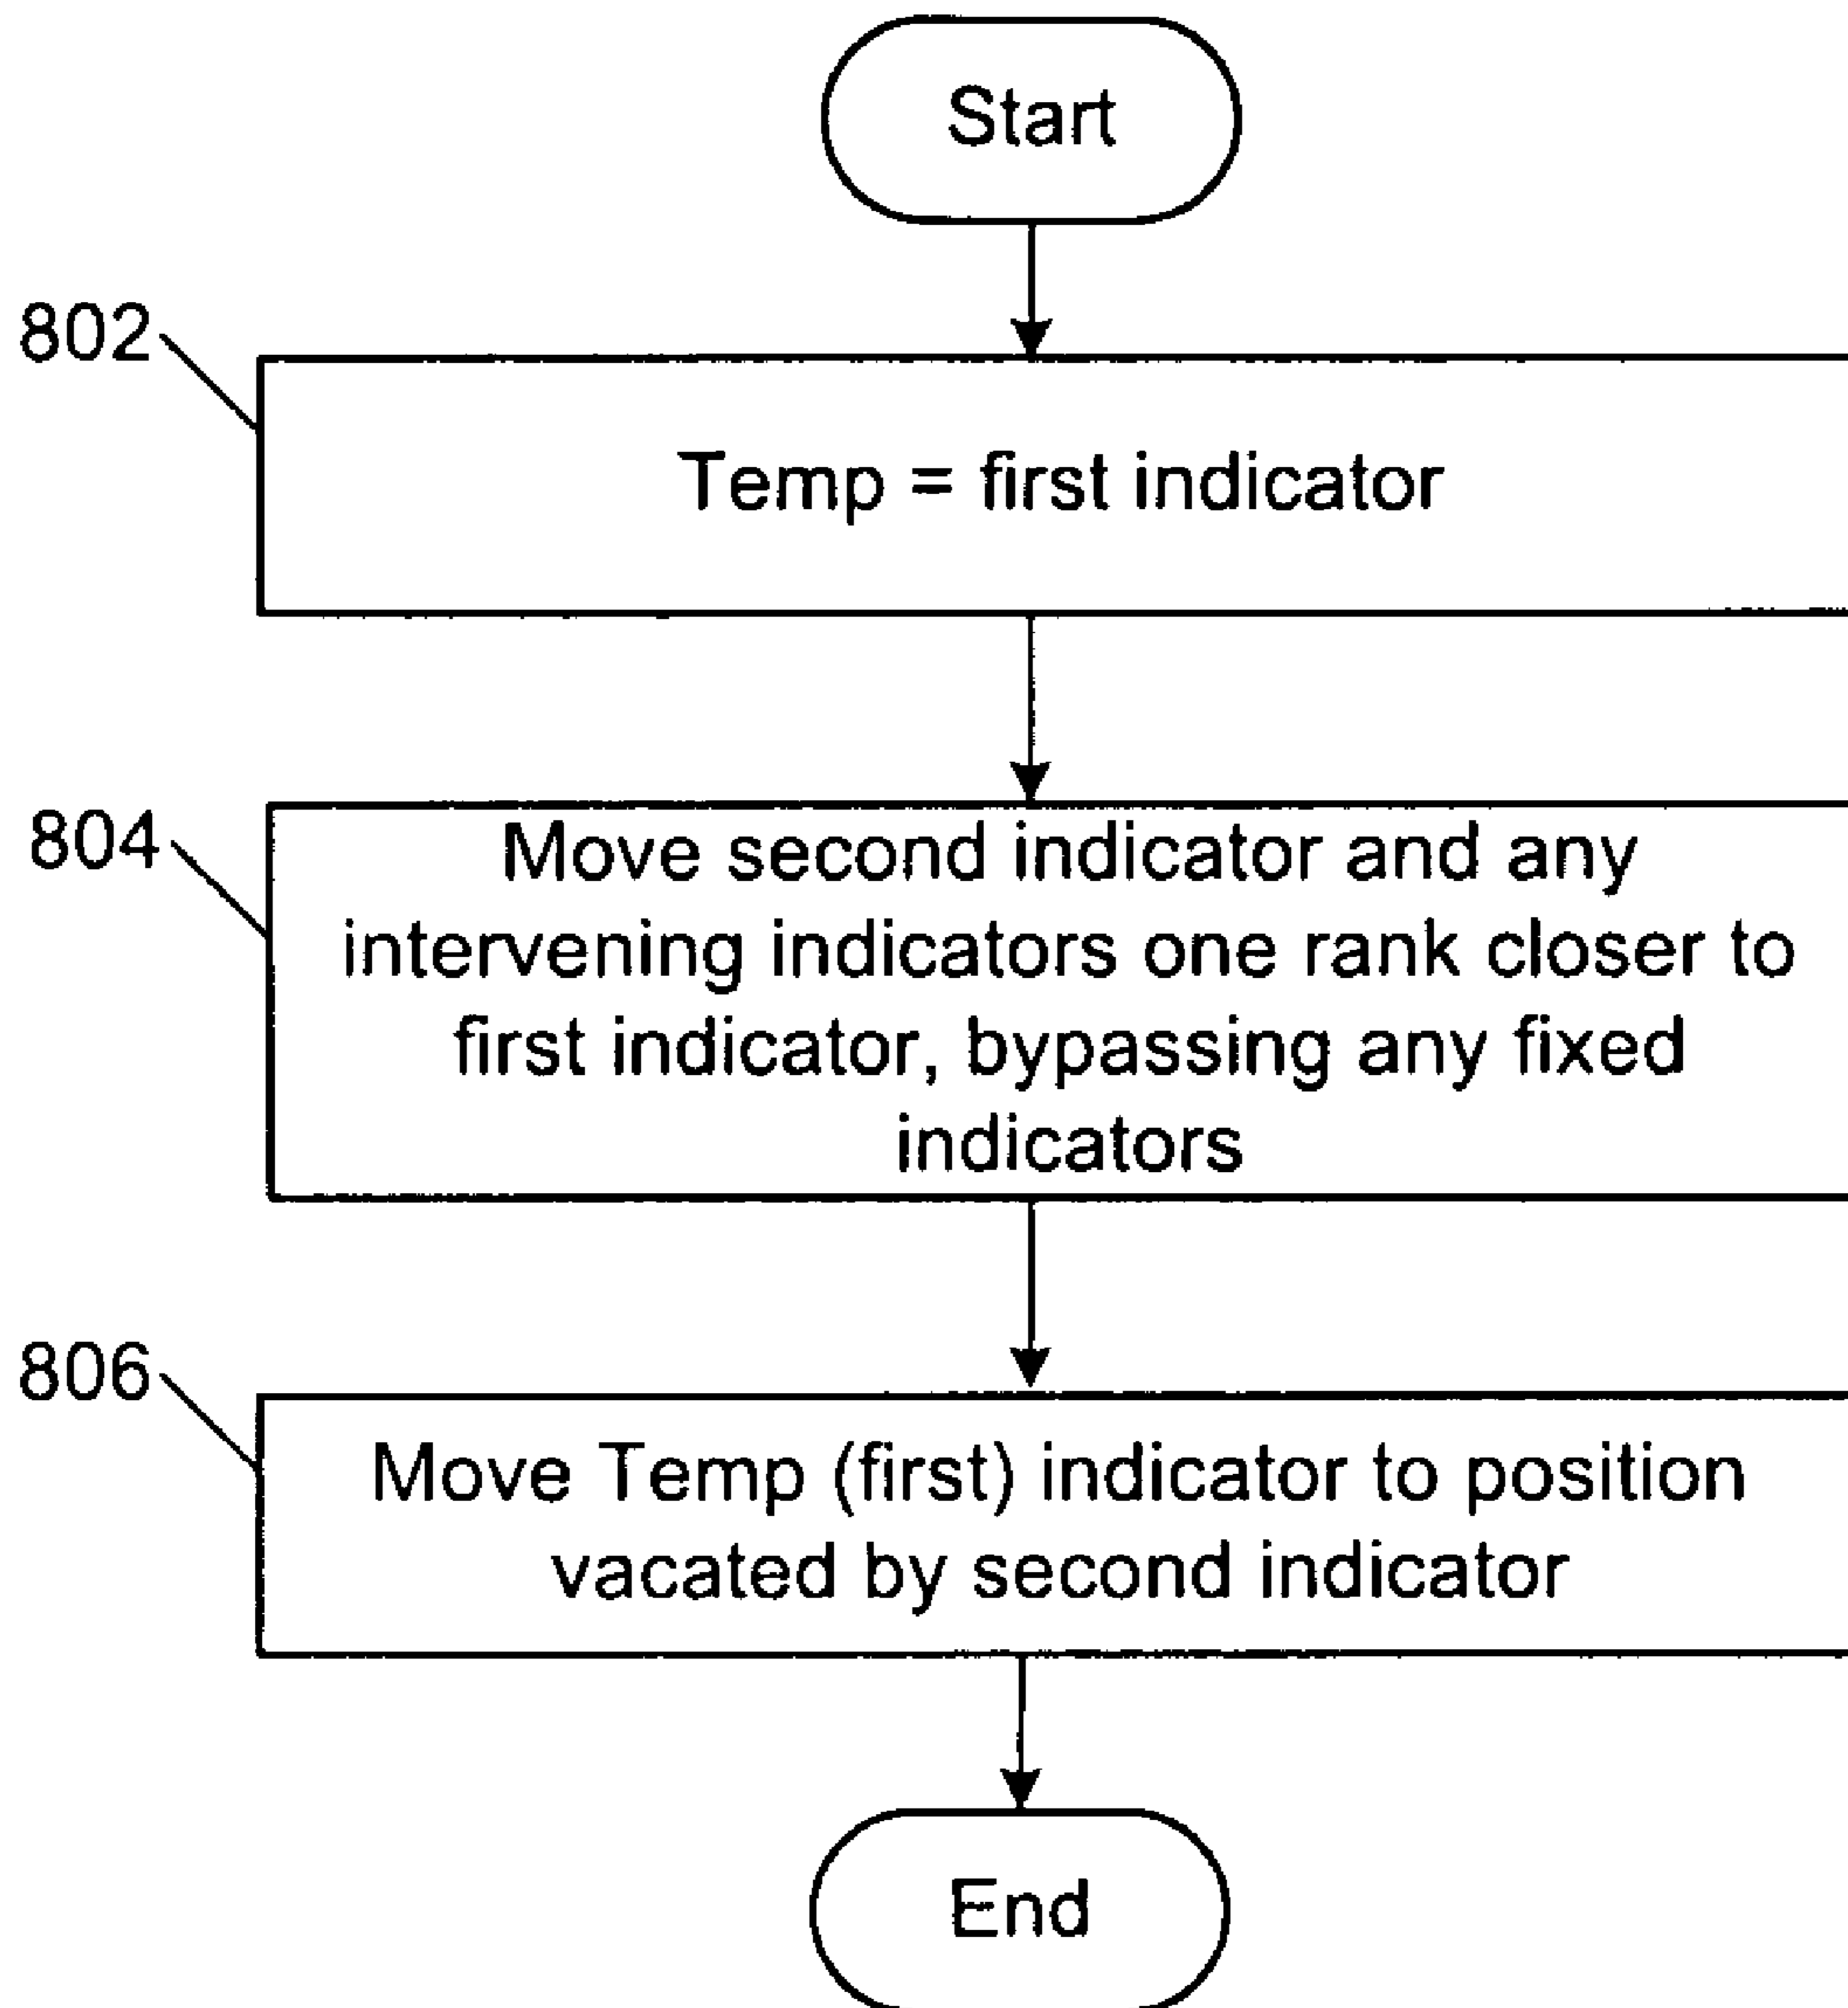 Start
802
Temp = first indicator
804
Move second indicator and any
intervening indicators one rank closer to
first indicator, bypassing any fixed
indicators
806
Move Temp (first) indicator to position
vacated by second indicator
End